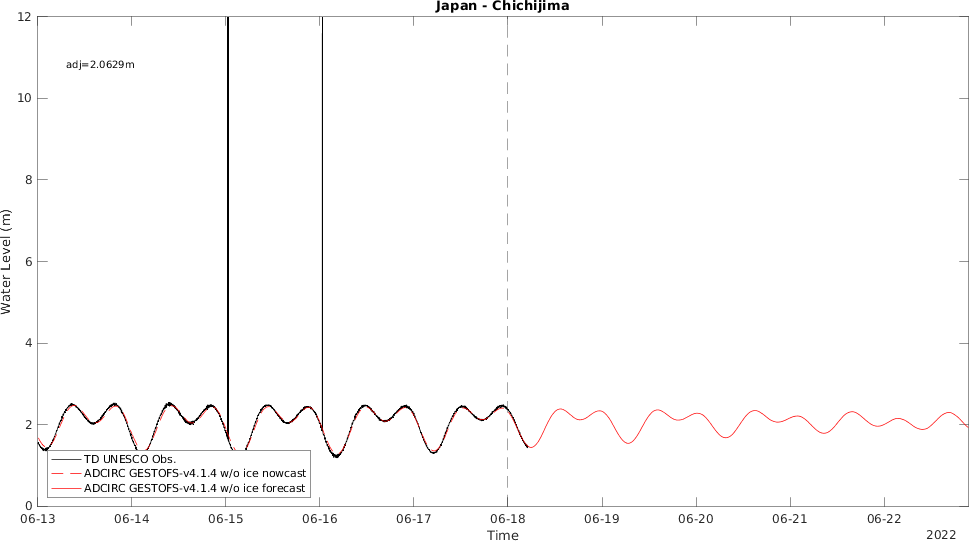 Japan - Chichijima
12
adj=2.0629m
10
8
6
4
2
0
Water Level (m)
TD UNESCO Obs.
ADCIRC GESTOFS-v4.1.4 w/o ice nowcast
ADCIRC GESTOFS-v4.1.4 w/o ice forecast
06-13 06-14 06-15 06-16 06-17 06-18 06-19 06-20 06-21 06-22
Time
2022